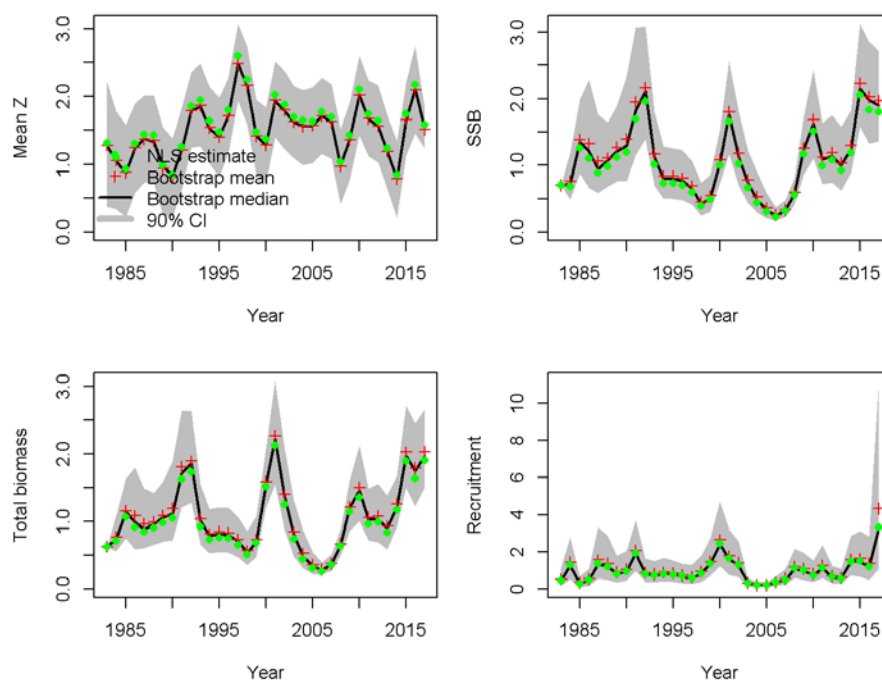 3.0
2.0
1.0
0.0
Mean Z
NLS estimate
Bootstrap mean
Bootstrap median
90% CI
1985 1995 2005 2015
Year
3.0
2.0
1.0
0.0
SSB
1985 1995 2005 2015
Year
3.0
2.0
1.0
0.0
Total biomass
1985 1995 2005 2015
Year
10
8
6
4
2
0
Recruitment
1985 1995 2005 2015
Year